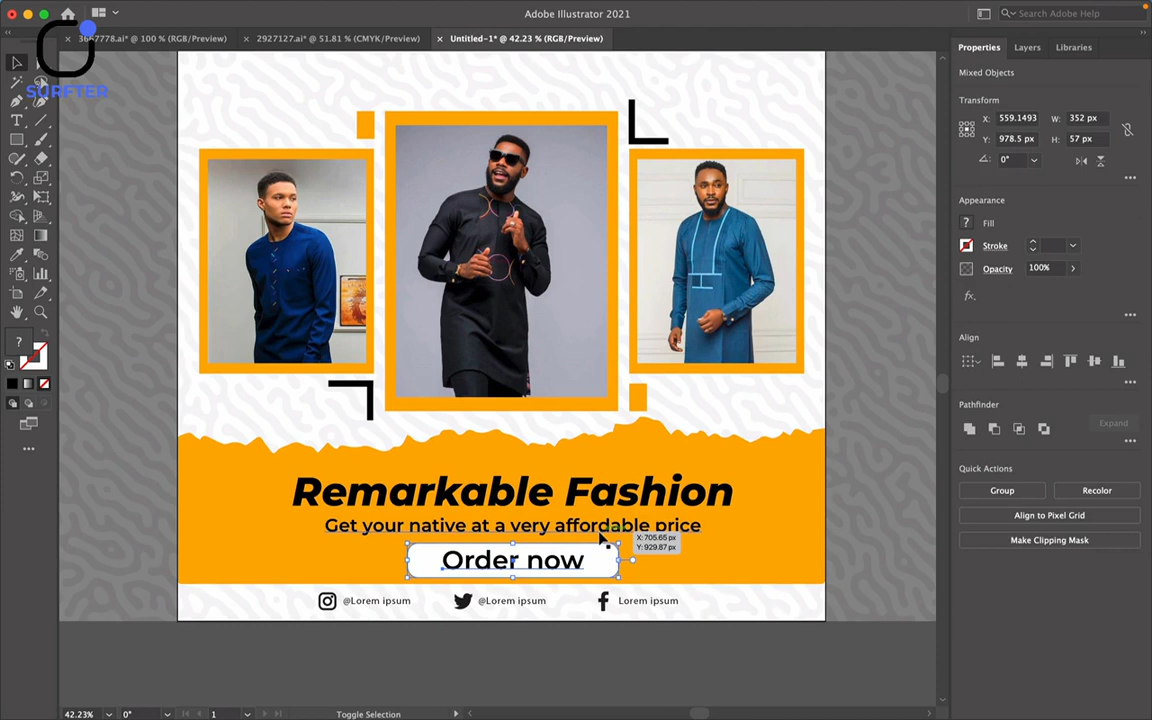 Adobe Illustrator 2021
Search Adobe Help
SURFTER
3667778.ai* @ 100 % (RGB/Preview)
2927127.ai* @ 51.81 % (CMYK/Preview)
Untitled-1* @ 42.23 % (RGB/Preview)
Properties
Layers
Libraries
Mixed Objects
Transform
X: 559.1493
W: 352 px
Y: 978.5 px
H: 57 px
0°
Appearance
? Fill
Stroke
Opacity 100%
fx.
Align
Pathfinder
Expand
Quick Actions
Group
Recolor
Align to Pixel Grid
Make Clipping Mask
Remarkable Fashion
Get your native at a very affordable price
X: 705.65 px
Y: 929.87 px
Order now
@Lorem ipsum
@Lorem ipsum
Lorem ipsum
?
42.23%
0°
1
Toggle Selection